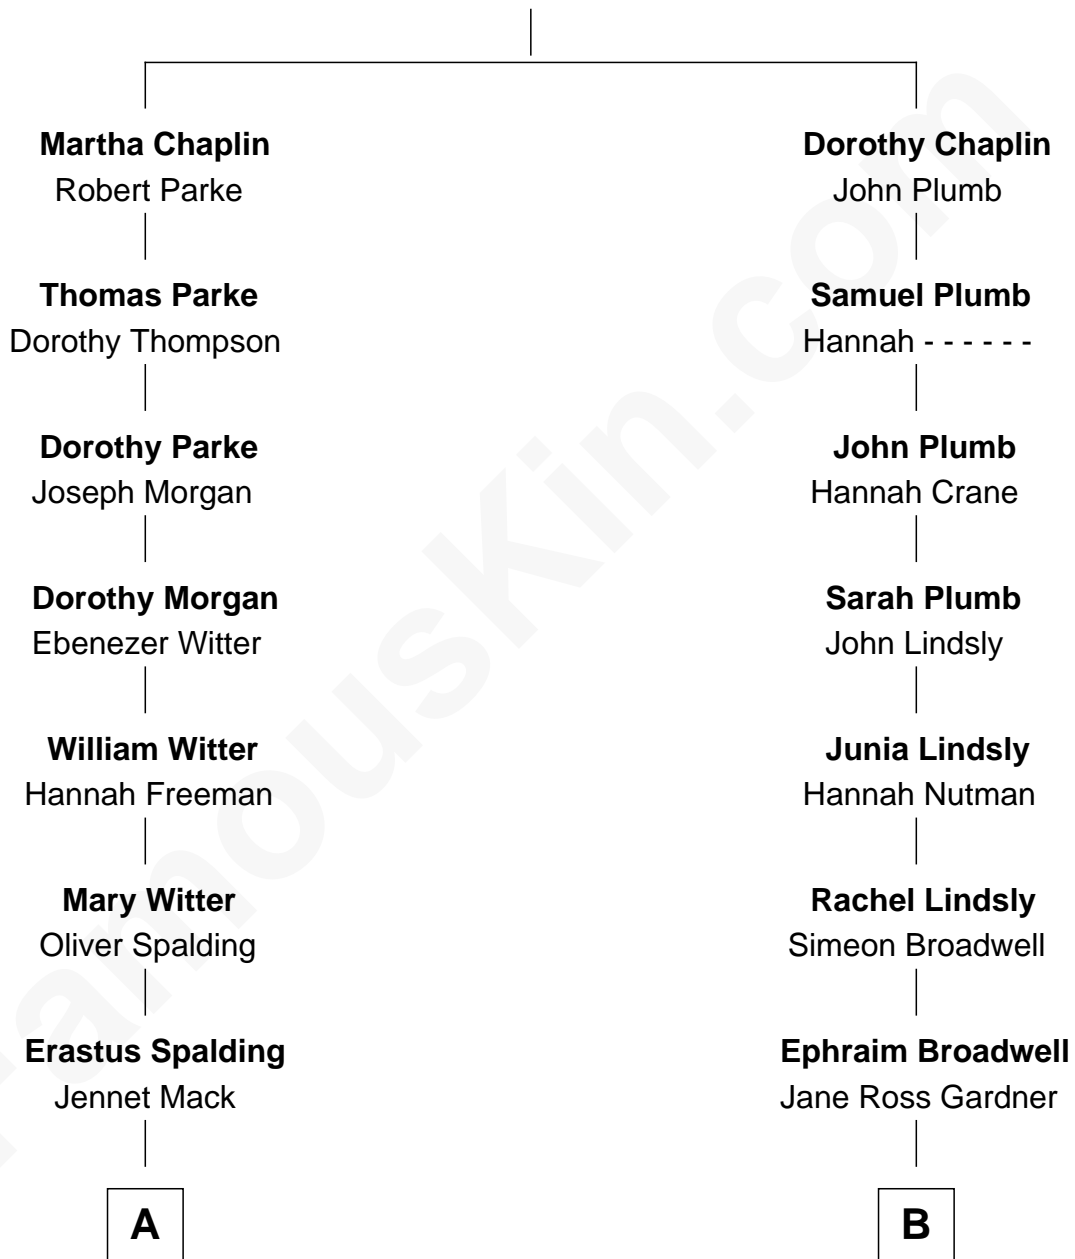 Martha Chaplin
Robert Parke
Thomas Parke
Dorothy Thompson
Dorothy Parke
Joseph Morgan
Dorothy Morgan
Ebenezer Witter
William Witter
Hannah Freeman
Mary Witter
Oliver Spalding
Erastus Spalding
Jennet Mack
A
Dorothy Chaplin
John Plumb
Samuel Plumb
Hannah - - - - - -
John Plumb
Hannah Crane
Sarah Plumb
John Lindsly
Junia Lindsly
Hannah Nutman
Rachel Lindsly
Simeon Broadwell
Ephraim Broadwell
Jane Ross Gardner
B
FamousKin.com